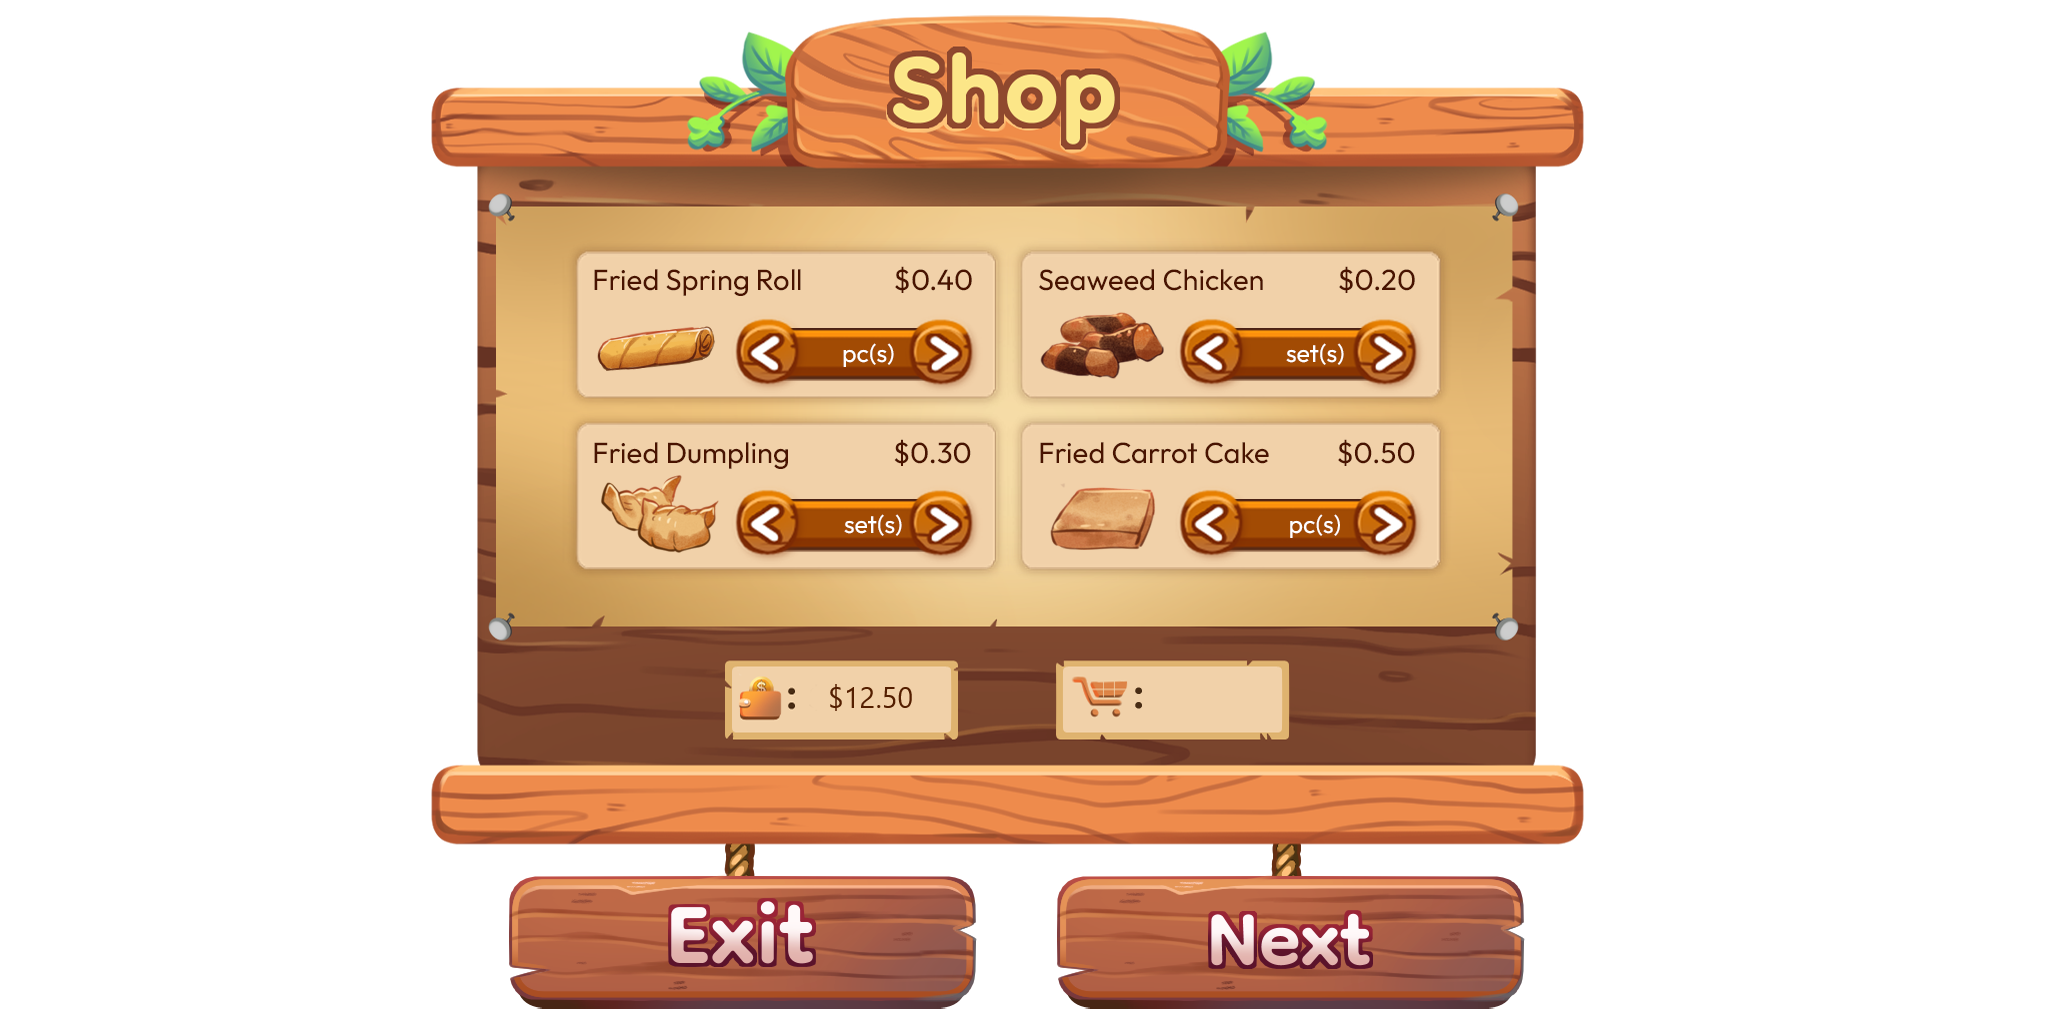 Shop
Fried Spring Roll $0.40
pc(s)
Seaweed Chicken $0.20
set(s)
Fried Dumpling $0.30
set(s)
Fried Carrot Cake $0.50
pc(s)
: $12.50
:
Exit
Next